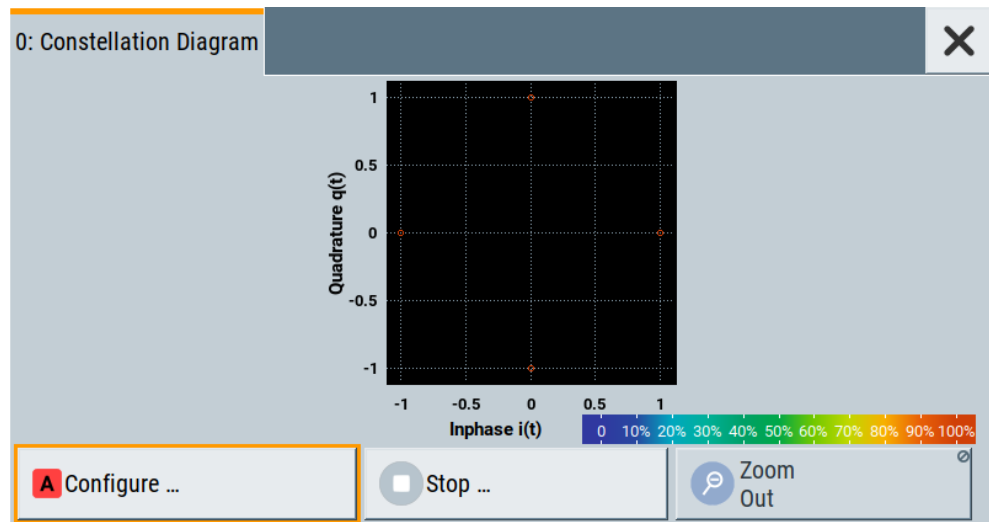 0: Constellation Diagram
1
0.5
0
-0.5
-1
Quadrature q(t)
-1 -0.5 0 0.5 1
Inphase i(t)
0 10% 20% 30% 40% 50% 60% 70% 80% 90% 100%
A Configure ...
Stop ...
Zoom
Out